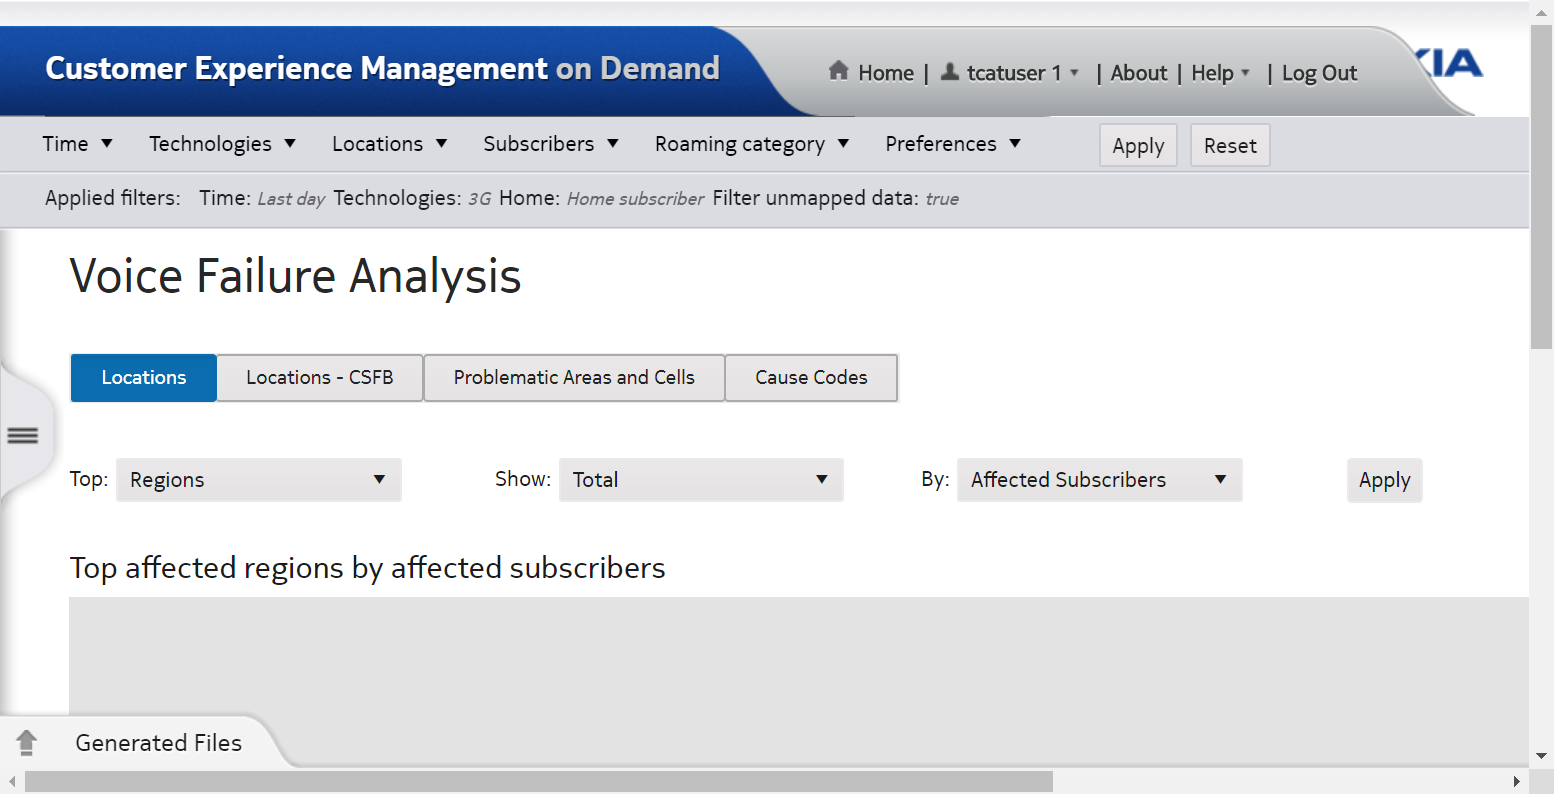 Customer Experience Management on Demand
Home | tcatuser 1 | About | Help | Log Out
Time Technologies Locations Subscribers Roaming category Preferences Apply Reset
Applied filters: Time: Last day Technologies: 3G Home: Home subscriber Filter unmapped data: true
Voice Failure Analysis
Locations Locations - CSFB Problematic Areas and Cells Cause Codes
Top: Regions Show: Total By: Affected Subscribers Apply
Top affected regions by affected subscribers
Generated Files